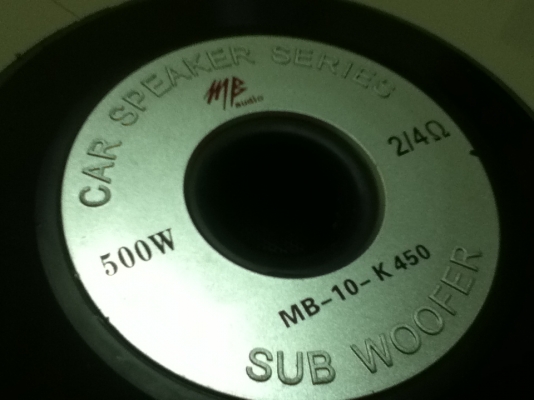 CAR SPEAKER SERIES
MB
audio
2/4Ω
500W
MB-10-K 450
SUB WOOFER